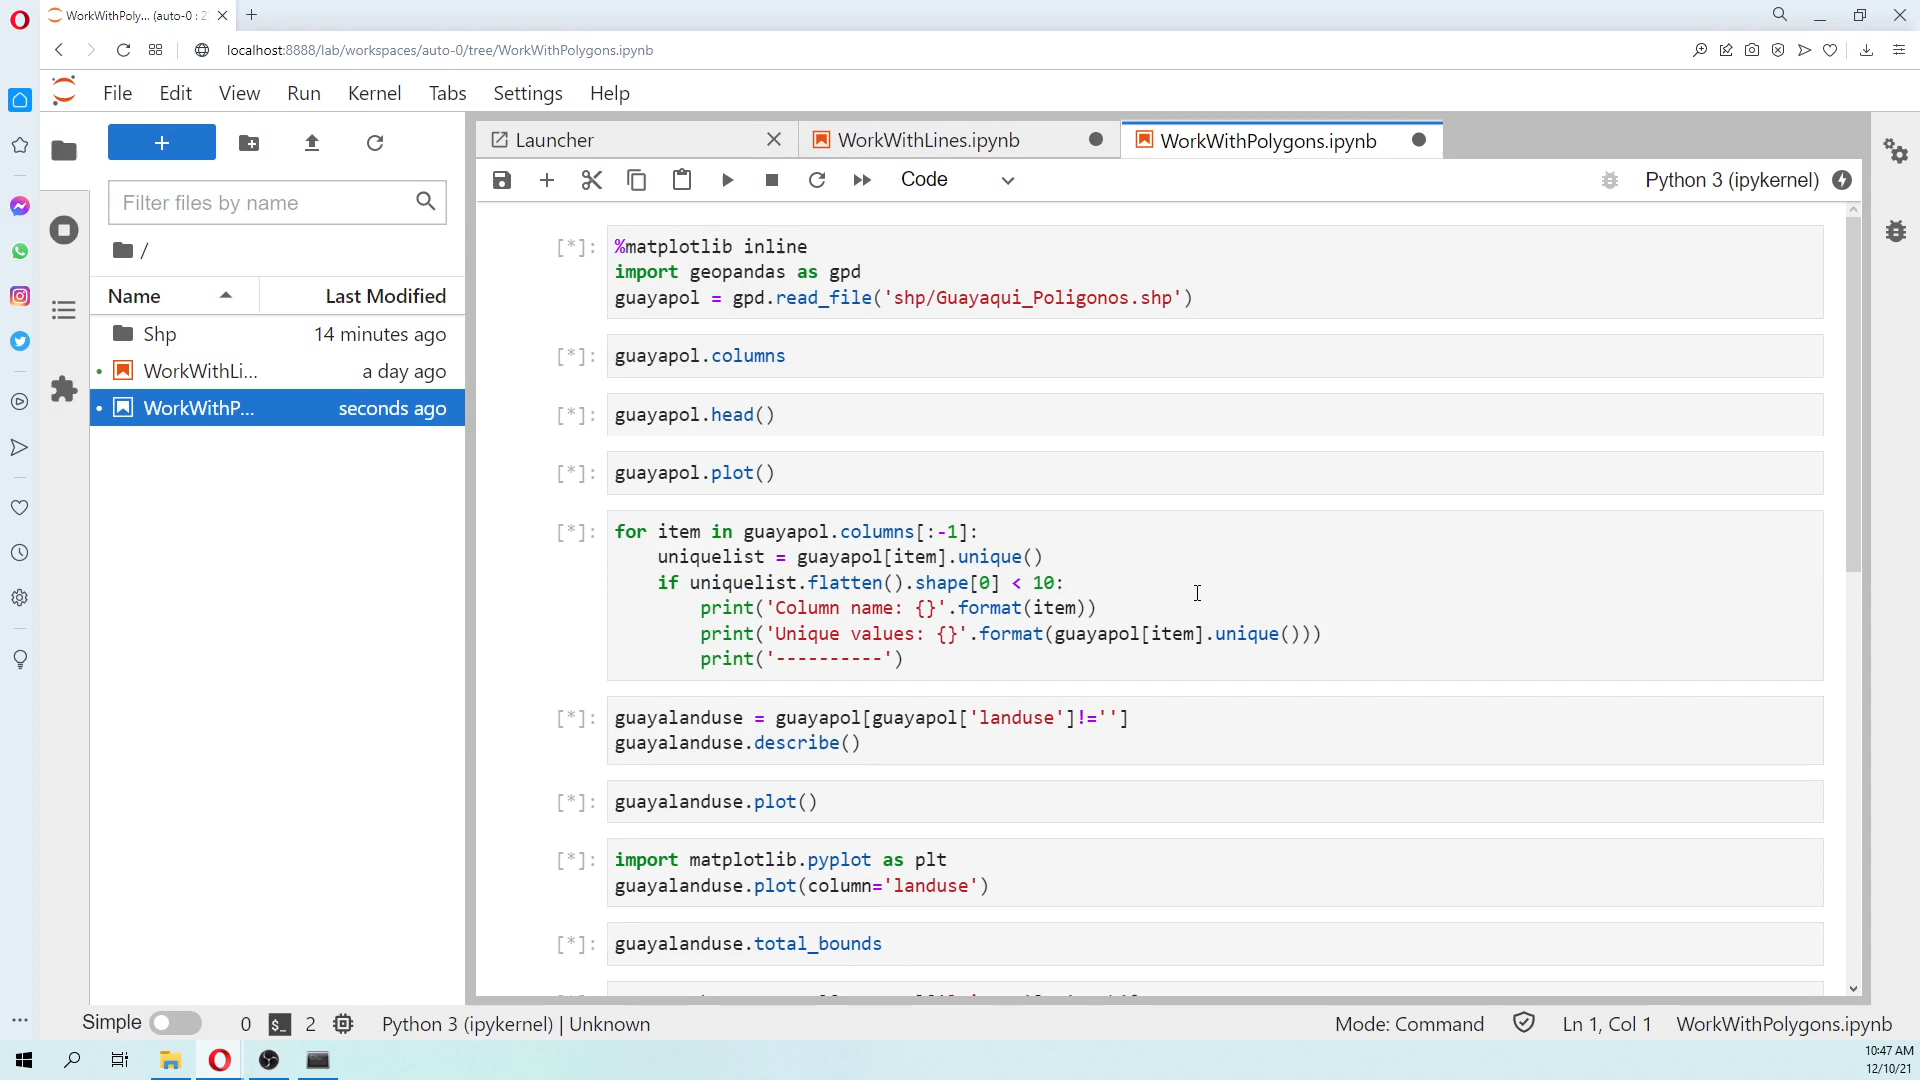 WorkWithPoly... (auto-0 : 2
localhost:8888/lab/workspaces/auto-0/tree/WorkWithPolygons.ipynb
File Edit View Run Kernel Tabs Settings Help
Launcher
WorkWithLines.ipynb
WorkWithPolygons.ipynb
Filter files by name
Code
Python 3 (ipykernel)
/
Name Last Modified
Shp 14 minutes ago
WorkWithLi... a day ago
WorkWithP... seconds ago
[*]: %matplotlib inline
import geopandas as gpd
guayapol = gpd.read_file('shp/Guayaqui_Poligonos.shp')
[*]: guayapol.columns
[*]: guayapol.head()
[*]: guayapol.plot()
[*]: for item in guayapol.columns[:-1]:
uniquelist = guayapol[item].unique()
if uniquelist.flatten().shape[0] < 10:
print('Column name: {}'.format(item))
print('Unique values: {}'.format(guayapol[item].unique()))
print('----------')
[*]: guayalanduse = guayapol[guayapol['landuse']!='']
guayalanduse.describe()
[*]: guayalanduse.plot()
[*]: import matplotlib.pyplot as plt
guayalanduse.plot(column='landuse')
[*]: guayalanduse.total_bounds
Simple 0 $_ 2 Python 3 (ipykernel) | Unknown Mode: Command Ln 1, Col 1 WorkWithPolygons.ipynb
10:47 AM
12/10/21